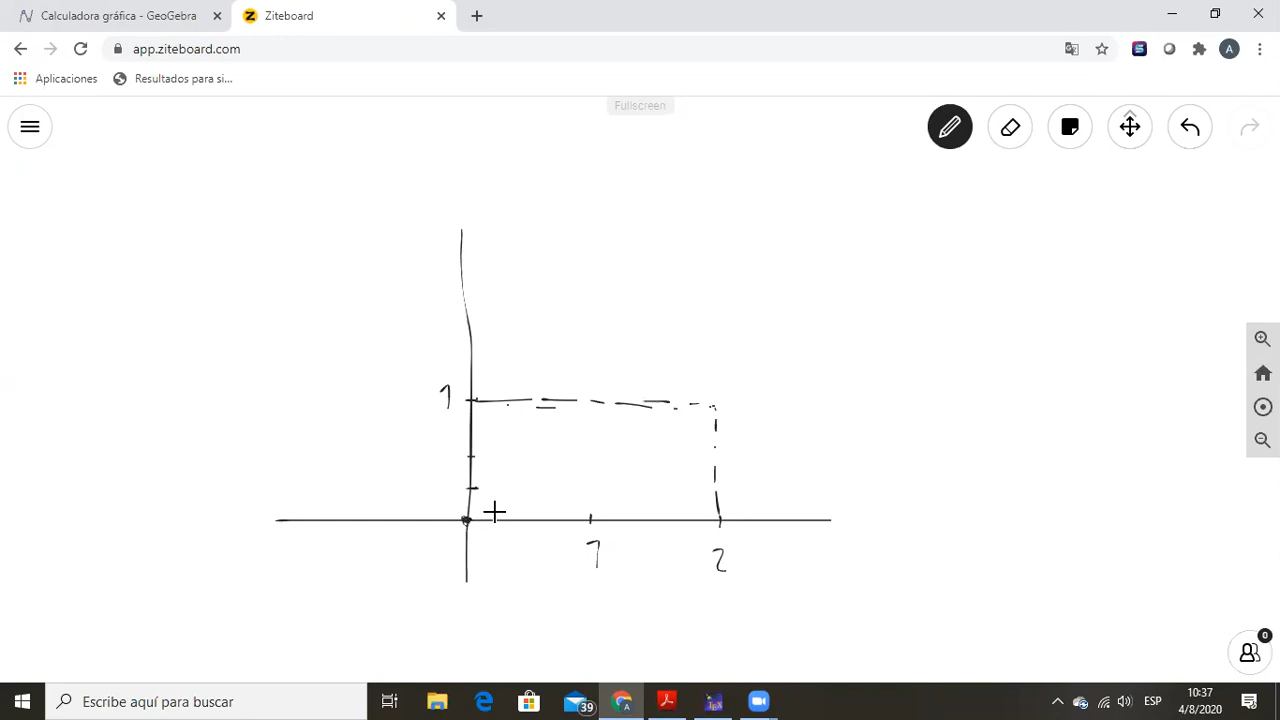 Calculadora gráfica - GeoGebra
Ziteboard
app.ziteboard.com
Aplicaciones
Resultados para si...
A
Fullscreen
1
1
2
0
Escribe aquí para buscar
39
ESP
10:37
4/8/2020